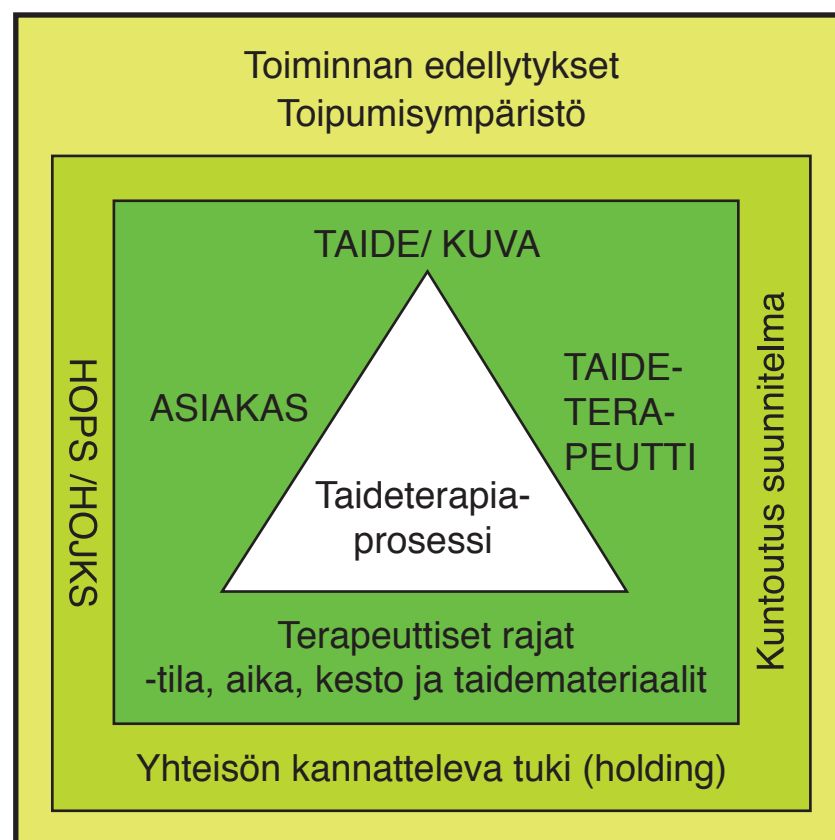 Toiminnan edellytykset
Toipumisympäristö
TAIDE/ KUVA
HOPS /HOJKS
ASIAKAS
TAIDE-
TERA-
PEUTTI
Kuntoutus suunnitelma
Taideterapia-
prosessi
Terapeuttiset rajat
-tila, aika, kesto ja taidemateriaalit
Yhteisön kannatteleva tuki (holding)